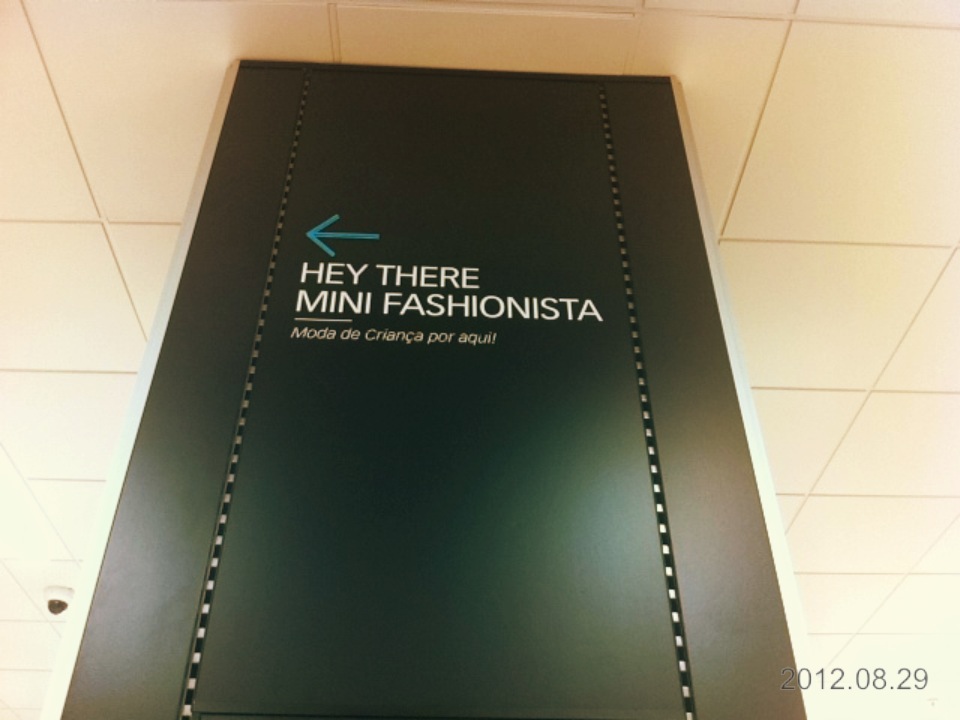 HEY THERE
MINI FASHIONISTA
Moda de Criança por aqui!
2012.08.29